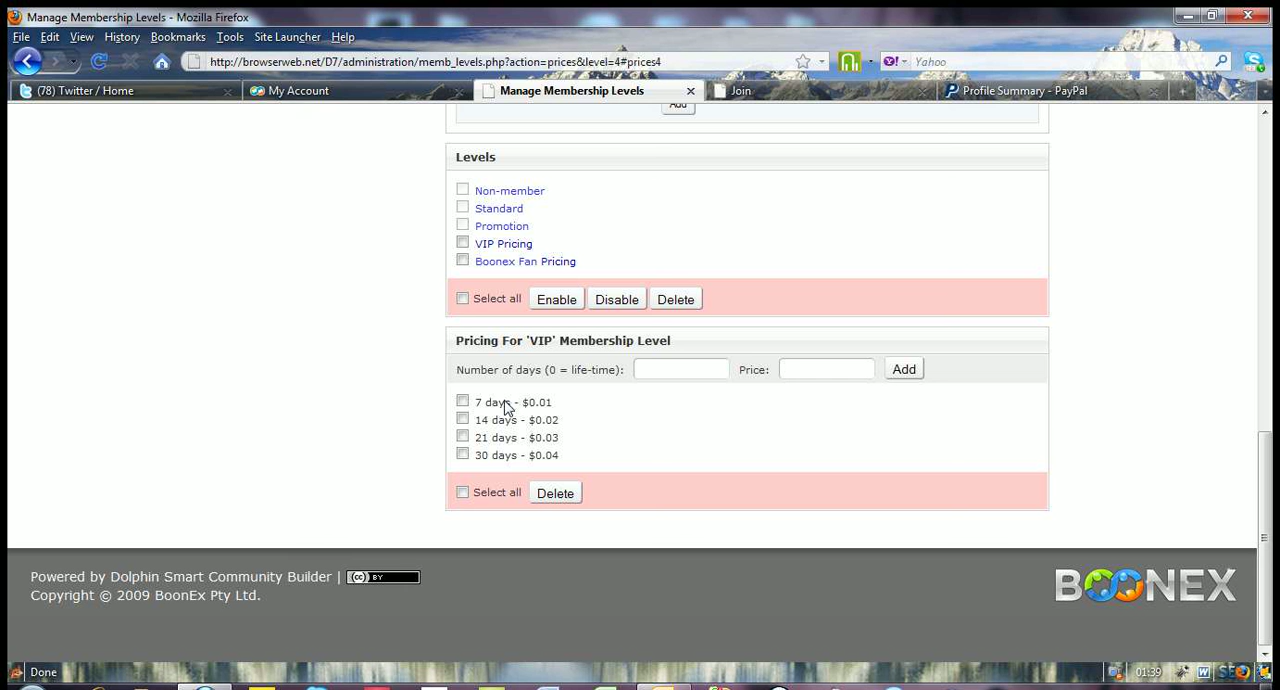 Manage Membership Levels - Mozilla Firefox
File Edit View History Bookmarks Tools Site Launcher Help
http://browserweb.net/D7/administration/memb_levels.php?action=prices&level=4#prices4
Yahoo
(78) Twitter / Home
My Account
Manage Membership Levels
Join
Profile Summary - PayPal
Add
Levels
Non-member
Standard
Promotion
VIP Pricing
Boonex Fan Pricing
Select all Enable Disable Delete
Pricing For 'VIP' Membership Level
Number of days (0 = life-time): Price: Add
7 days - $0.01
14 days - $0.02
21 days - $0.03
30 days - $0.04
Select all Delete
Powered by Dolphin Smart Community Builder | (cc) BY
Copyright © 2009 BoonEx Pty Ltd.
BOONEX
Done
01:39